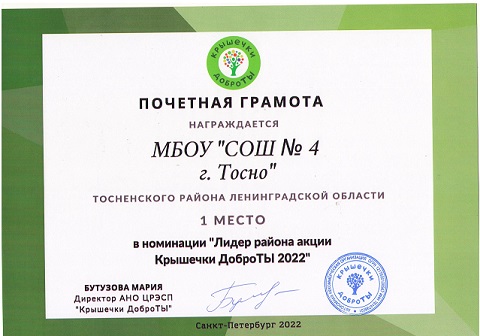 КРЫШЕЧКИ
ДОБРОТЫ
ПОЧЕТНАЯ ГРАМОТА
НАГРАЖДАЕТСЯ
МБОУ "СОШ № 4
г. Тосно"
ТОСНЕНСКОГО РАЙОНА ЛЕНИНГРАДСКОЙ ОБЛАСТИ
1 МЕСТО
в номинации "Лидер района акции
Крышечки ДоброТЫ 2022"
БУТУЗОВА МАРИЯ
Директор АНО ЦРЭСП
"Крышечки ДоброТЫ"
КРЫШЕЧКИ
ДОБРОТЫ
Санкт-Петербург 2022